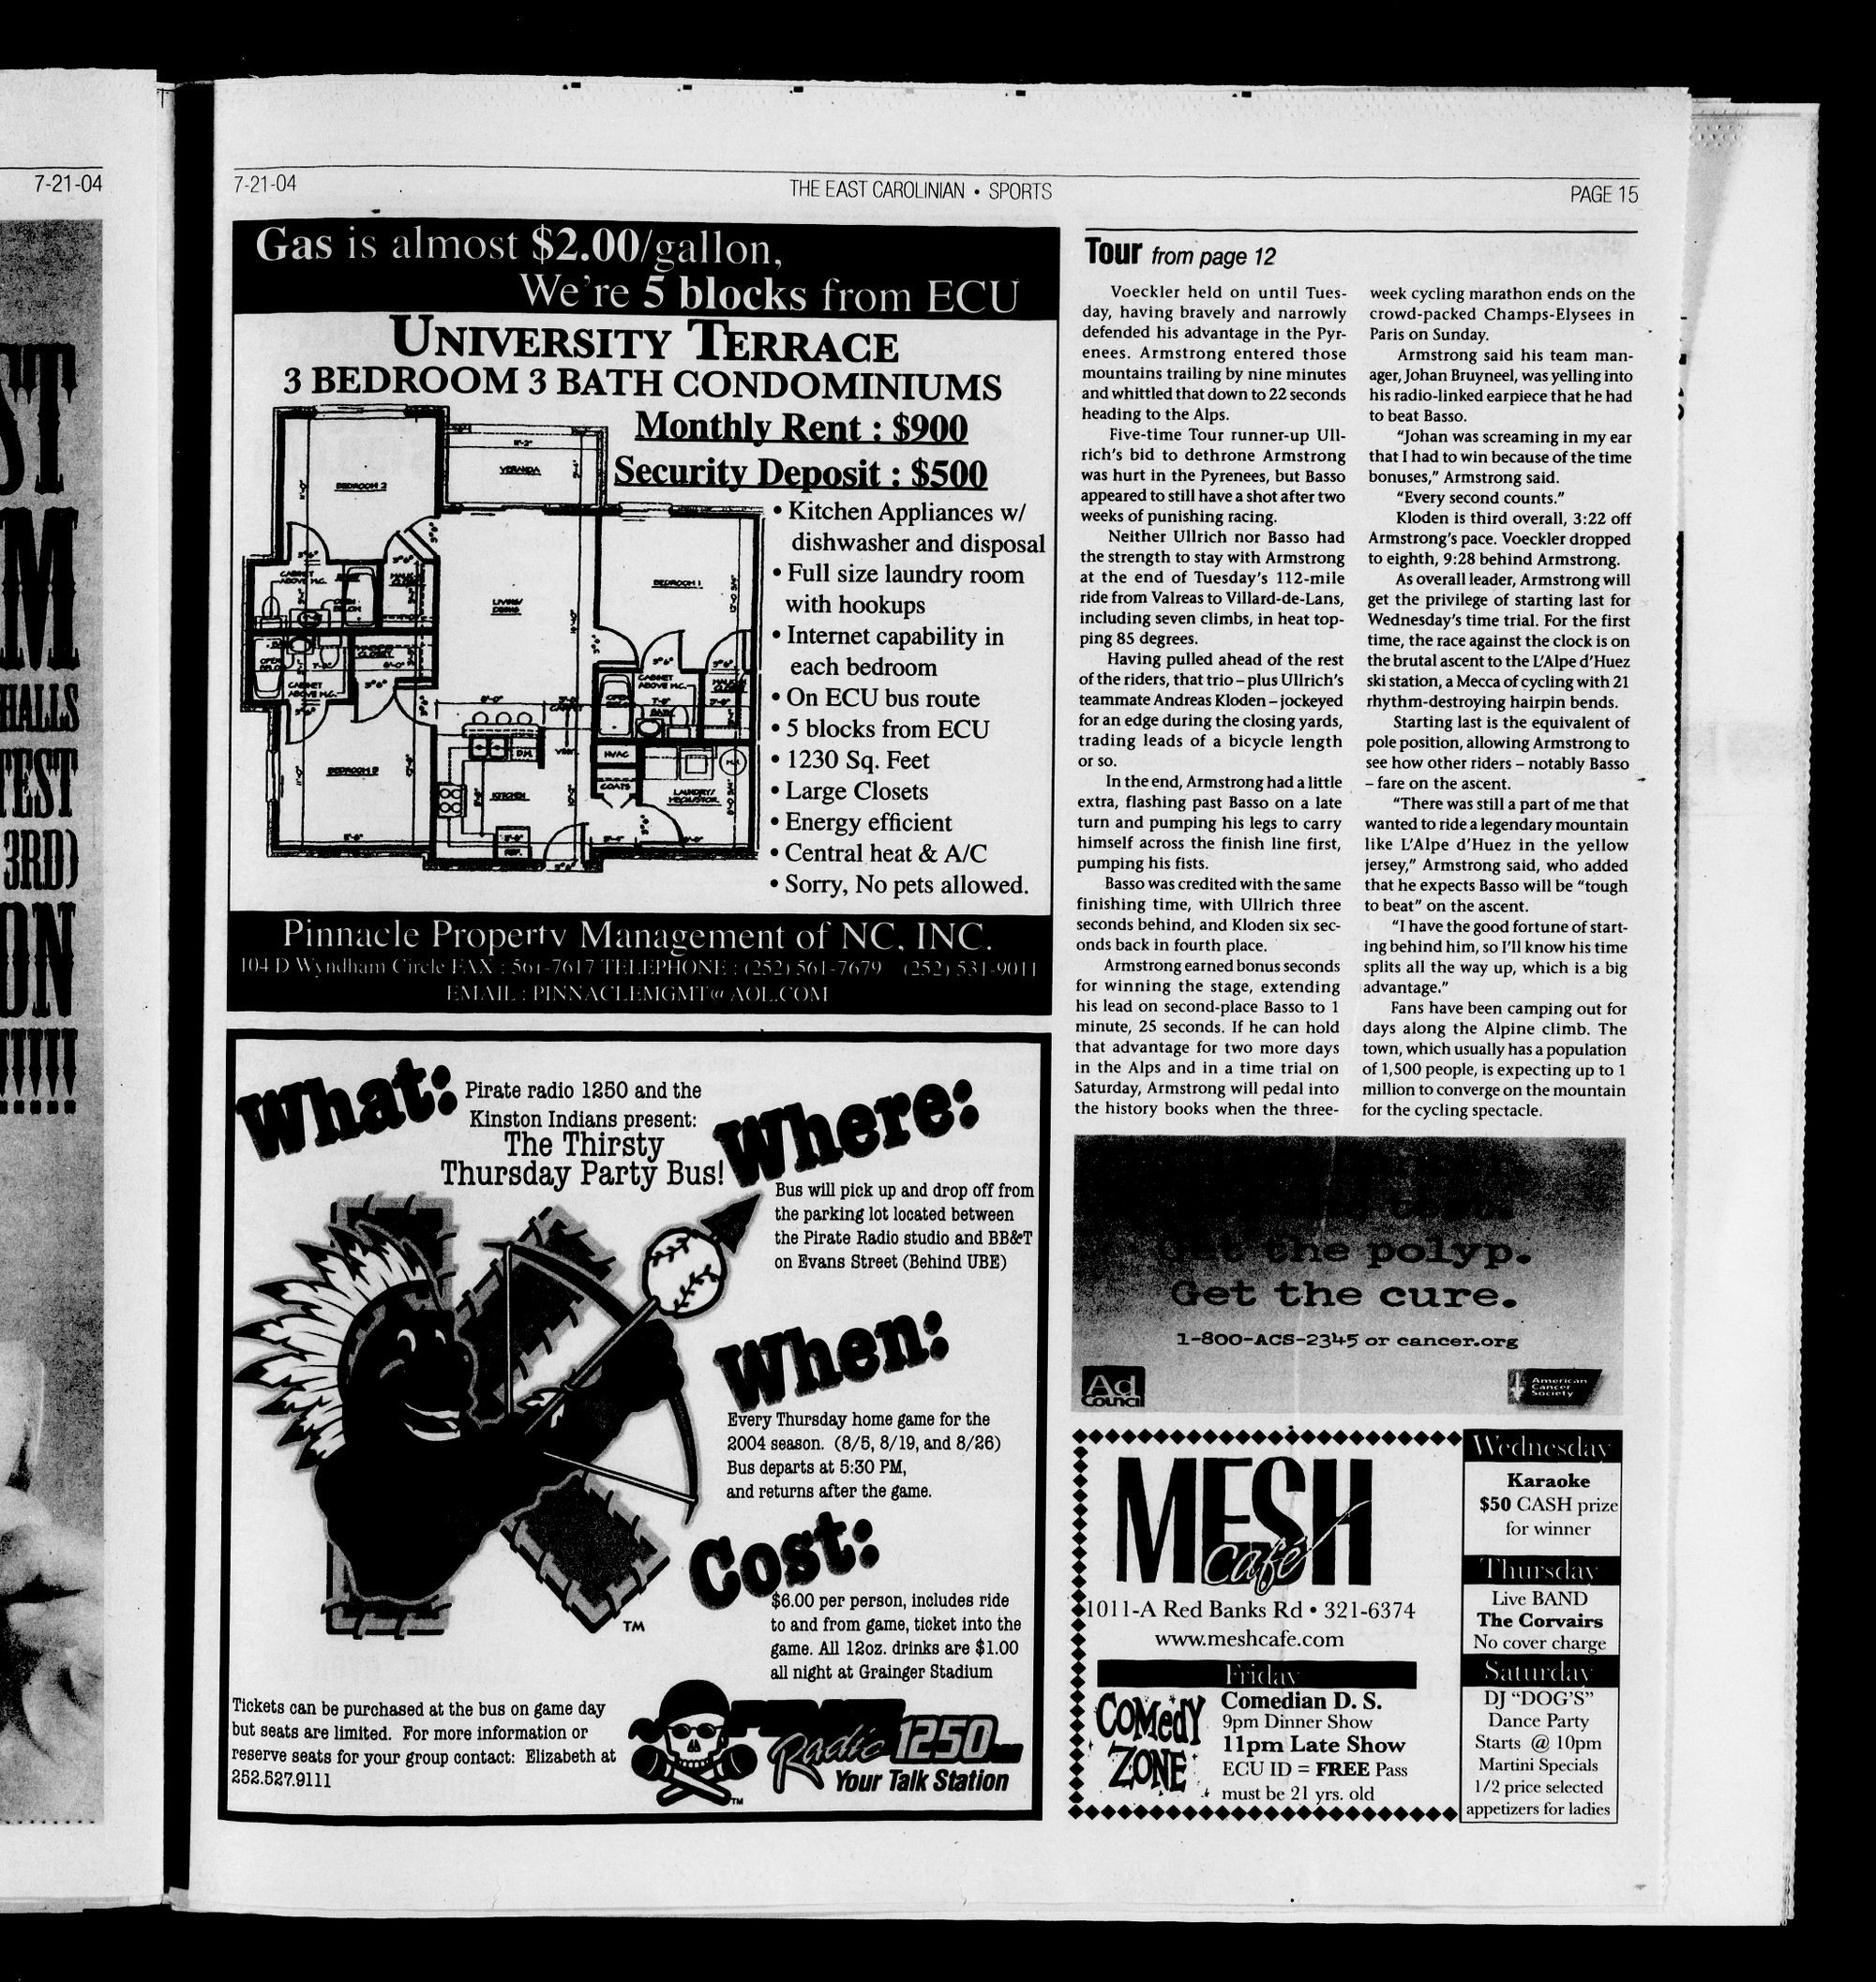 7-21-04
ST
M
HALLS
TEST
3RD)
ON
!!!!!
7-21-04
THE EAST CAROLINIAN • SPORTS
PAGE 15
Gas is almost $2.00/gallon,
We're 5 blocks from ECU
UNIVERSITY TERRACE
3 BEDROOM 3 BATH CONDOMINIUMS
Monthly Rent : $900
Security Deposit : $500
• Kitchen Appliances w/
dishwasher and disposal
• Full size laundry room
with hookups
• Internet capability in
each bedroom
• On ECU bus route
• 5 blocks from ECU
• 1230 Sq. Feet
• Large Closets
• Energy efficient
• Central heat & A/C
• Sorry, No pets allowed.
BEDROOM 2
VERANDA
BEDROOM 1
LIVING/
DINING
CABINET
ABOVE W.C.
CABINET
ABOVE W.C.
CABINET
ABOVE W.C.
BEDROOM 3
KITCHEN
HVAC
COATS
LAUNDRY/
Pinnacle Property Management of NC, INC.
104 D Wyndham Circle FAX : 561-7617 TELEPHONE : (252) 561-7679 (252) 531-9011
EMAIL : PINNACLEMGMT@AOL.COM
What:
Pirate radio 1250 and the
Kinston Indians present:
The Thirsty
Thursday Party Bus!
Where:
Bus will pick up and drop off from
the parking lot located between
the Pirate Radio studio and BB&T
on Evans Street (Behind UBE)
When:
Every Thursday home game for the
2004 season. (8/5, 8/19, and 8/26)
Bus departs at 5:30 PM,
and returns after the game.
Cost:
$6.00 per person, includes ride
to and from game, ticket into the
game. All 12oz. drinks are $1.00
all night at Grainger Stadium
TM
Tickets can be purchased at the bus on game day
but seats are limited. For more information or
reserve seats for your group contact: Elizabeth at
252.527.9111
Radio 1250
Your Talk Station
TM
Tour from page 12
Voeckler held on until Tues-
day, having bravely and narrowly
defended his advantage in the Pyr-
enees. Armstrong entered those
mountains trailing by nine minutes
and whittled that down to 22 seconds
heading to the Alps.
Five-time Tour runner-up Ull-
rich's bid to dethrone Armstrong
was hurt in the Pyrenees, but Basso
appeared to still have a shot after two
weeks of punishing racing.
Neither Ullrich nor Basso had
the strength to stay with Armstrong
at the end of Tuesday's 112-mile
ride from Valreas to Villard-de-Lans,
including seven climbs, in heat top-
ping 85 degrees.
Having pulled ahead of the rest
of the riders, that trio – plus Ullrich's
teammate Andreas Kloden – jockeyed
for an edge during the closing yards,
trading leads of a bicycle length
or so.
In the end, Armstrong had a little
extra, flashing past Basso on a late
turn and pumping his legs to carry
himself across the finish line first,
pumping his fists.
Basso was credited with the same
finishing time, with Ullrich three
seconds behind, and Kloden six sec-
onds back in fourth place.
Armstrong earned bonus seconds
for winning the stage, extending
his lead on second-place Basso to 1
minute, 25 seconds. If he can hold
that advantage for two more days
in the Alps and in a time trial on
Saturday, Armstrong will pedal into
the history books when the three-
week cycling marathon ends on the
crowd-packed Champs-Elysees in
Paris on Sunday.
Armstrong said his team man-
ager, Johan Bruyneel, was yelling into
his radio-linked earpiece that he had
to beat Basso.
"Johan was screaming in my ear
that I had to win because of the time
bonuses," Armstrong said.
"Every second counts."
Kloden is third overall, 3:22 off
Armstrong's pace. Voeckler dropped
to eighth, 9:28 behind Armstrong.
As overall leader, Armstrong will
get the privilege of starting last for
Wednesday's time trial. For the first
time, the race against the clock is on
the brutal ascent to the L'Alpe d'Huez
ski station, a Mecca of cycling with 21
rhythm-destroying hairpin bends.
Starting last is the equivalent of
pole position, allowing Armstrong to
see how other riders – notably Basso
– fare on the ascent.
"There was still a part of me that
wanted to ride a legendary mountain
like L'Alpe d'Huez in the yellow
jersey," Armstrong said, who added
that he expects Basso will be "tough
to beat" on the ascent.
"I have the good fortune of start-
ing behind him, so I'll know his time
splits all the way up, which is a big
advantage."
Fans have been camping out for
days along the Alpine climb. The
town, which usually has a population
of 1,500 people, is expecting up to 1
million to converge on the mountain
for the cycling spectacle.
Get the polyp.
Get the cure.
1-800-ACS-2345 or cancer.org
Ad
Council
American
Cancer
Society
MESH
café
1011-A Red Banks Rd • 321-6374
www.meshcafe.com
Friday
COMEDY
ZONE
Comedian D. S.
9pm Dinner Show
11pm Late Show
ECU ID = FREE Pass
must be 21 yrs. old
Wednesday
Karaoke
$50 CASH prize
for winner
Thursday
Live BAND
The Corvairs
No cover charge
Saturday
DJ "DOG'S"
Dance Party
Starts @ 10pm
Martini Specials
1/2 price selected
appetizers for ladies